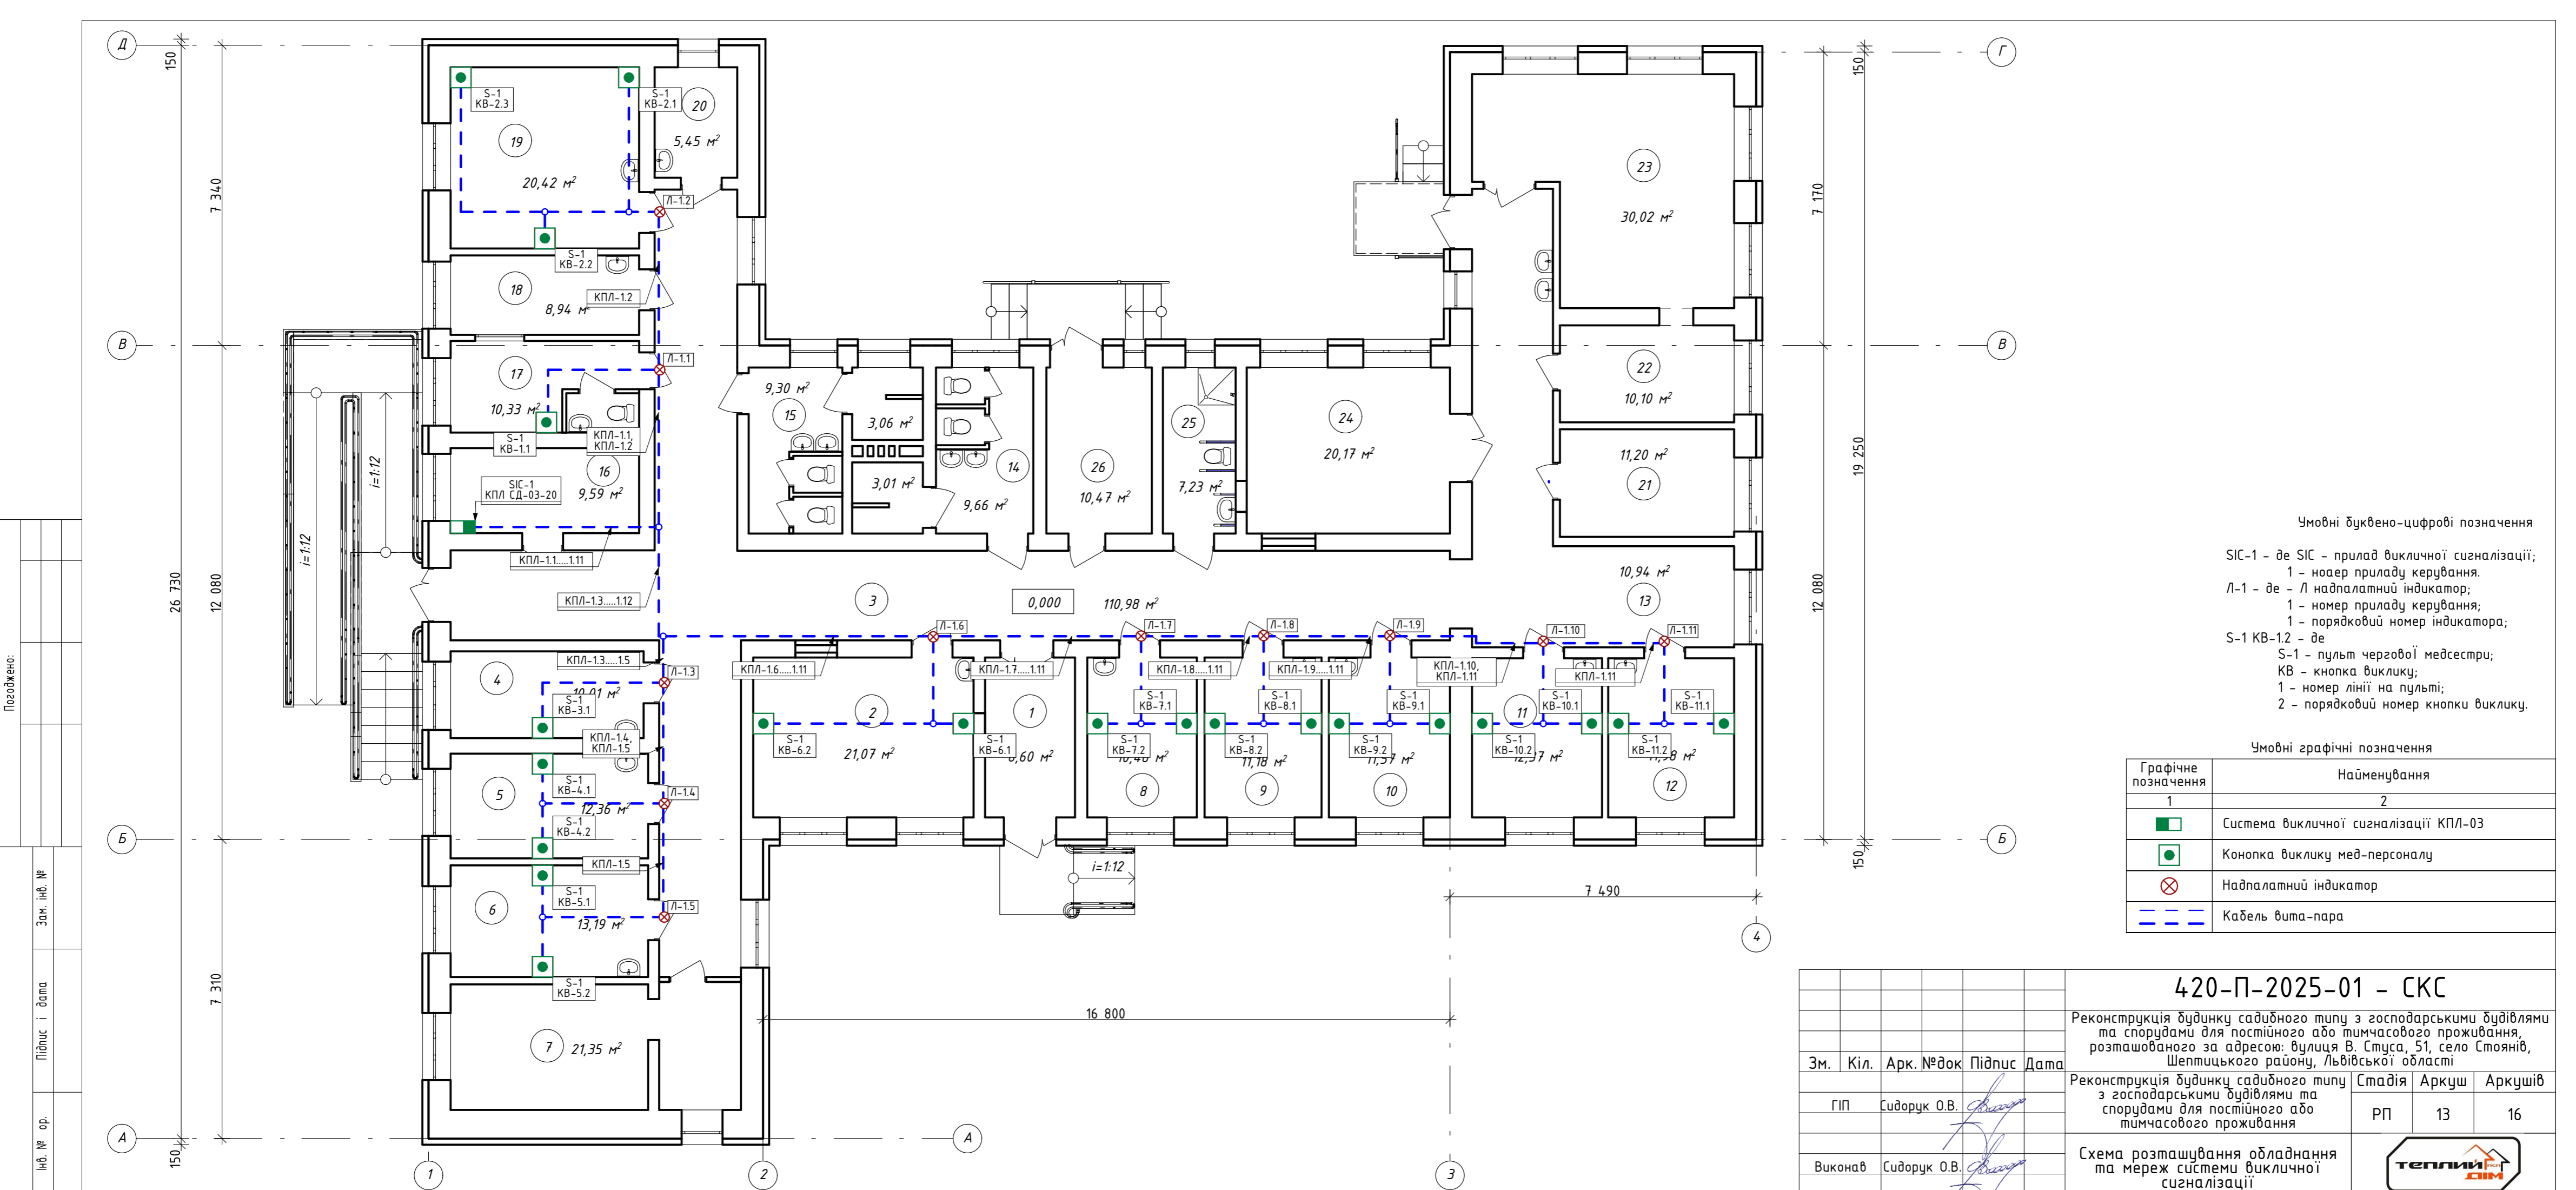 Д
Г
150
150
S-1
КВ-2.3
S-1
КВ-2.1
20
5,45 м²
19
20,42 м²
Л-1.2
7 340
7 170
23
30,02 м²
S-1
КВ-2.2
18
8,94 м²
КПЛ-1.2
В
В
Л-1.1
17
10,33 м²
S-1
КВ-1.1
КПЛ-1.1,
КПЛ-1.2
9,30 м²
15
3,06 м²
22
10,10 м²
24
20,17 м²
25
7,23 м²
14
9,66 м²
26
10,47 м²
3,01 м²
11,20 м²
21
16
9,59 м²
SIC-1
КПЛ СД-03-20
i=1:12
i=1:12
19 250
26 730
12 080
12 080
КПЛ-1.1.....1.11
КПЛ-1.3.....1.12
3
0,000
110,98 м²
10,94 м²
13
Л-1.6
Л-1.7
Л-1.8
Л-1.9
Л-1.10
Л-1.11
КПЛ-1.3.....1.5
Л-1.3
КПЛ-1.6.....1.11
КПЛ-1.7.....1.11
КПЛ-1.8.....1.11
КПЛ-1.9.....1.11
КПЛ-1.10,
КПЛ-1.11
КПЛ-1.11
4
S-1
КВ-3.1
КПЛ-1.4,
КПЛ-1.5
2
21,07 м²
S-1
КВ-6.2
S-1
КВ-6.1
1
S-1
КВ-7.1
S-1
КВ-7.2
8
S-1
КВ-8.1
S-1
КВ-8.2
11,18 м²
9
S-1
КВ-9.1
S-1
КВ-9.2
10
11
S-1
КВ-10.1
S-1
КВ-10.2
S-1
КВ-11.1
S-1
КВ-11.2
12
5
S-1
КВ-4.1
12,36 м²
Л-1.4
S-1
КВ-4.2
Б
Б
КПЛ-1.5
150
i=1:12
7 490
6
S-1
КВ-5.1
13,19 м²
Л-1.5
S-1
КВ-5.2
4
7 310
16 800
7
21,35 м²
А
А
150
1
2
3
Умовні буквено-цифрові позначення
SIC-1 - де SIC - прилад викличної сигналізації;
1 - ноаер приладу керування.
Л-1 - де - Л надпалатний індикатор;
1 - номер приладу керування;
1 - порядковий номер індикатора;
S-1 КВ-1.2 - де
S-1 - пульт чергової медсестри;
КВ - кнопка виклику;
1 - номер лінії на пульті;
2 - порядковий номер кнопки виклику.
Умовні графічні позначення
Графічне
позначення
Найменування
1
2
Система викличної сигналізації КПЛ-03
Конопка виклику мед-персоналу
Надпалатний індикатор
Кабель вита-пара
420-П-2025-01 - СКС
Реконструкція будинку садибного типу з господарськими будівлями
та спорудами для постійного або тимчасового проживання,
розташованого за адресою: вулиця В. Стуса, 51, село Стоянів,
Шептицького району, Львівської області
Зм. Кіл. Арк. №док Підпис Дата
Реконструкція будинку садибного типу
з господарськими будівлями та
спорудами для постійного або
тимчасового проживання
Стадія Аркуш Аркушів
РП 13 16
ГІП Сидорук О.В.
Виконав Сидорук О.В.
Схема розташування обладнання
та мереж системи викличної
сигналізації
ТЕПЛИЙ
ДІМ
Погоджено:
Зам. інв. №
Підпис і дата
Інв. № ор.